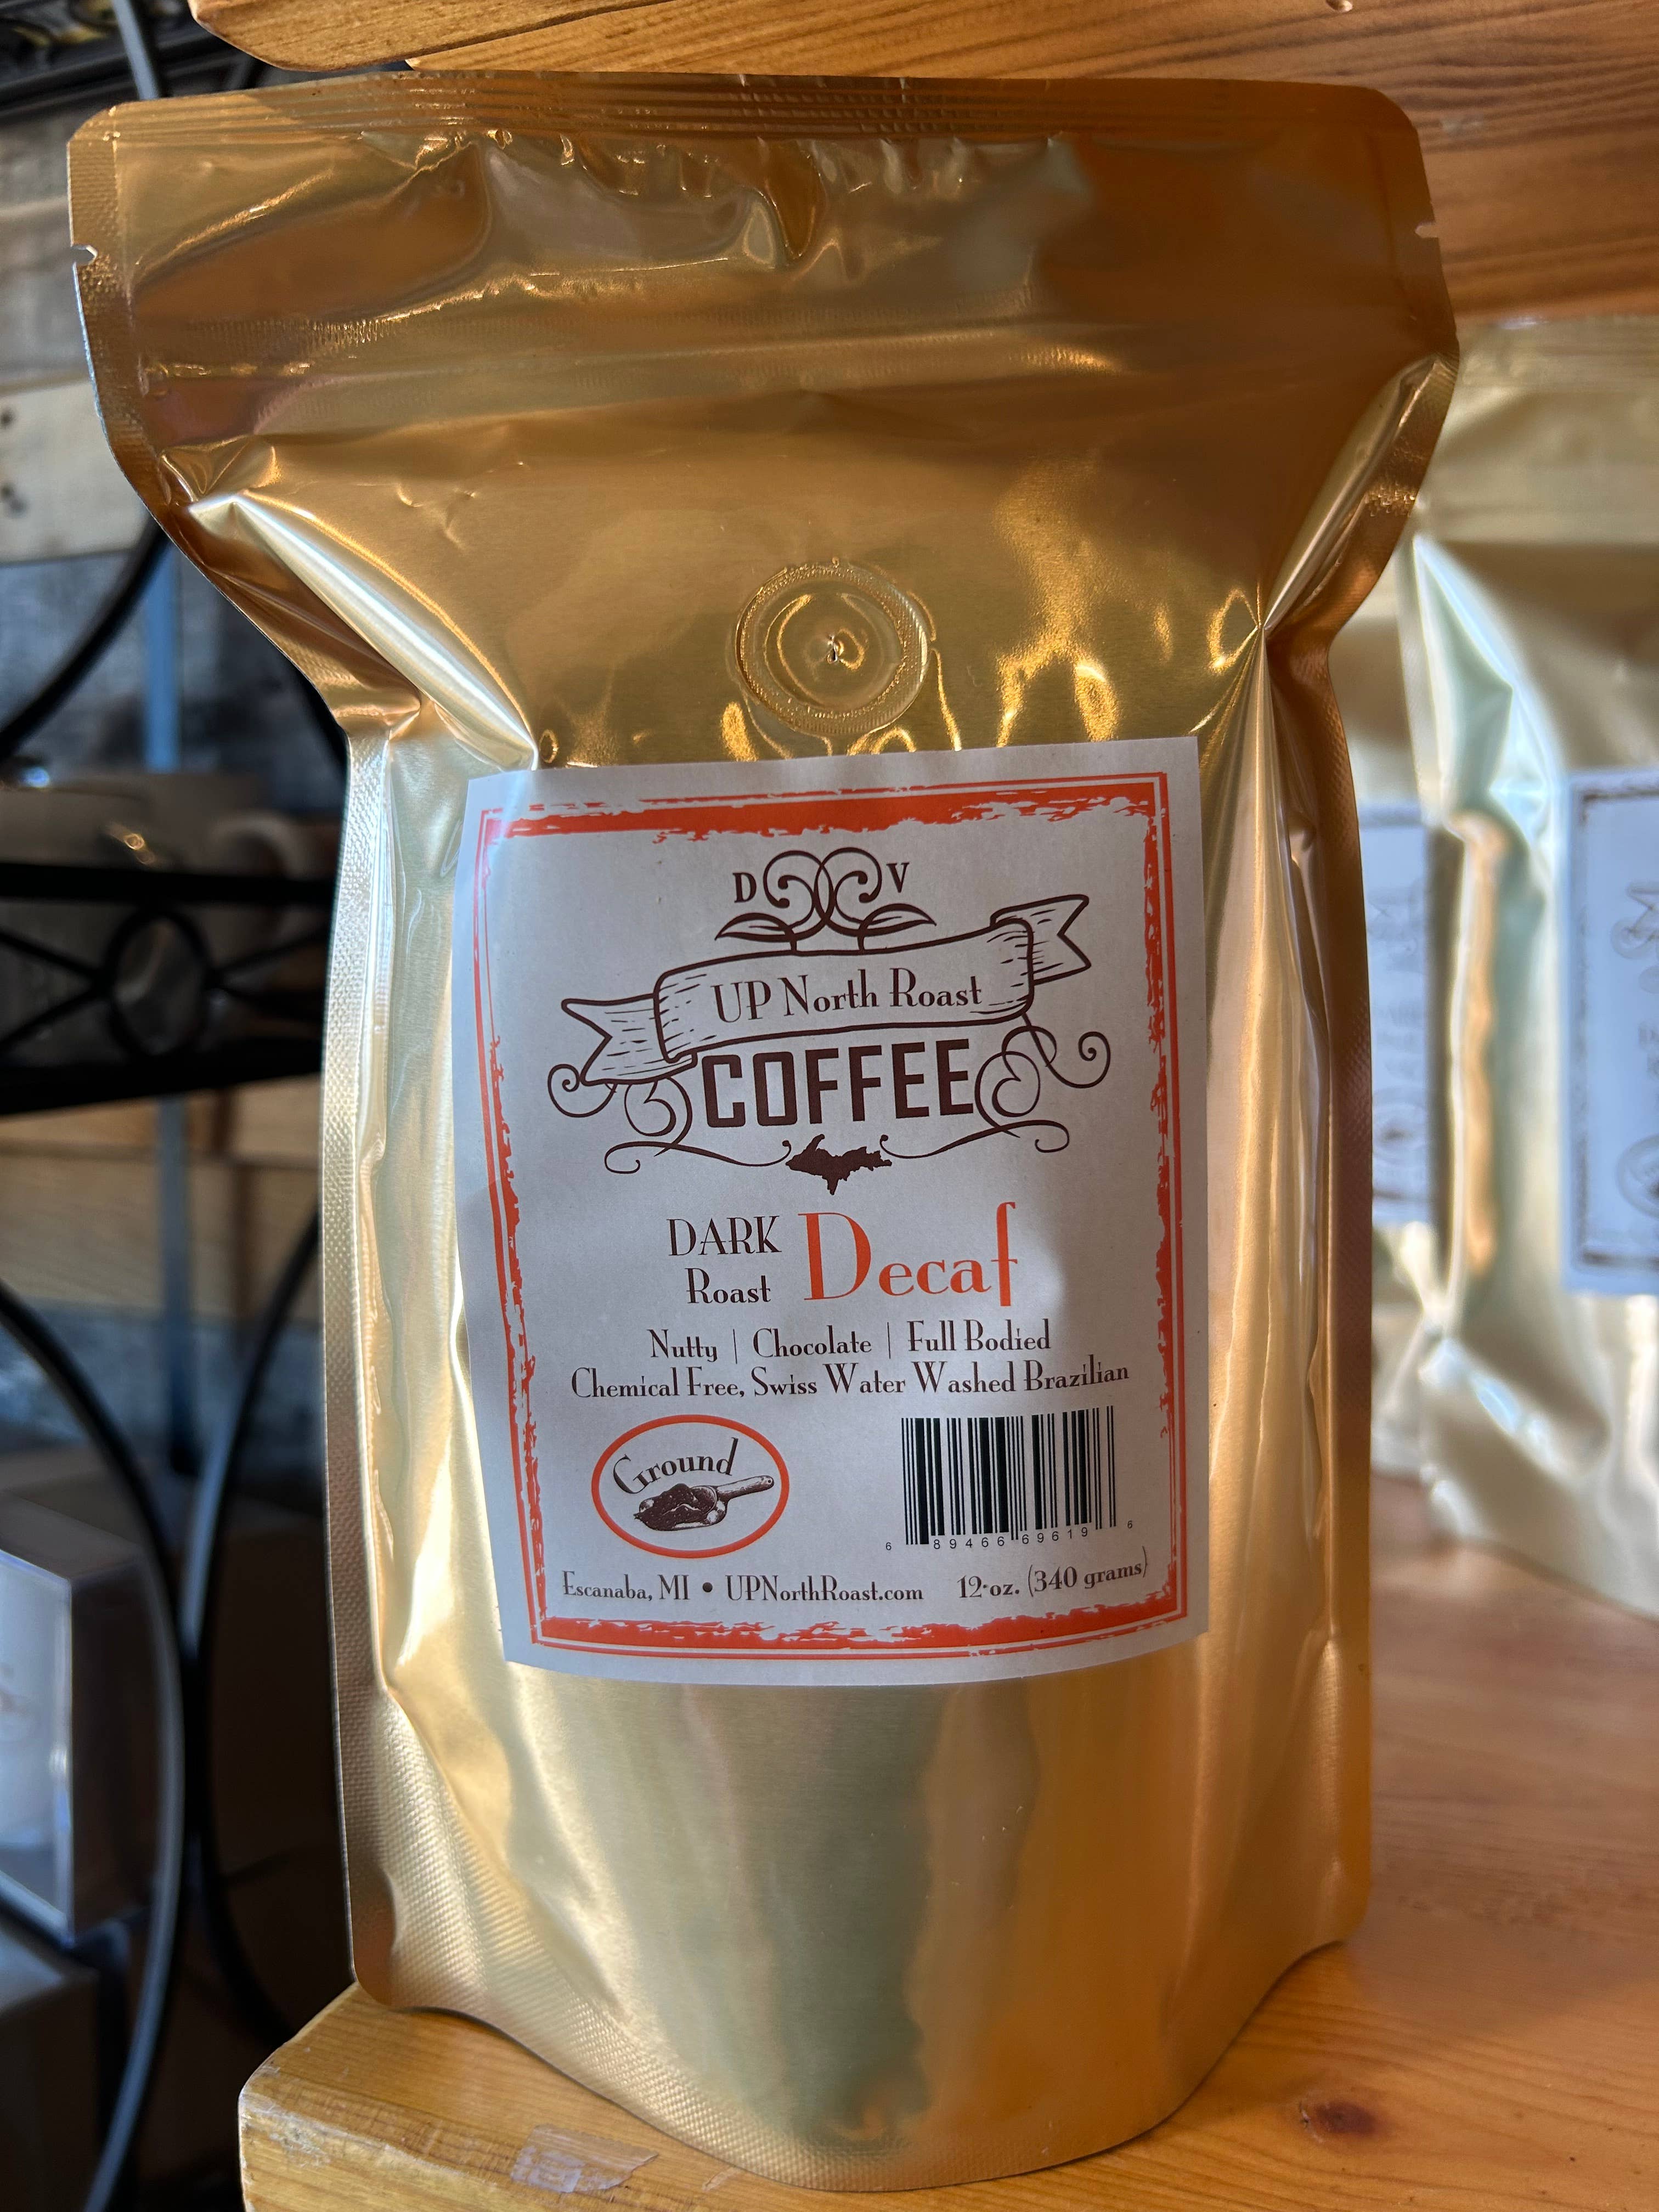 D V
UP North Roast
COFFEE
DARK
Roast
Decaf
Nutty | Chocolate | Full Bodied
Chemical Free, Swiss Water Washed Brazilian
Ground
6 89466 69619 6
Escanaba, MI • UPNorthRoast.com 12·oz. (340 grams)